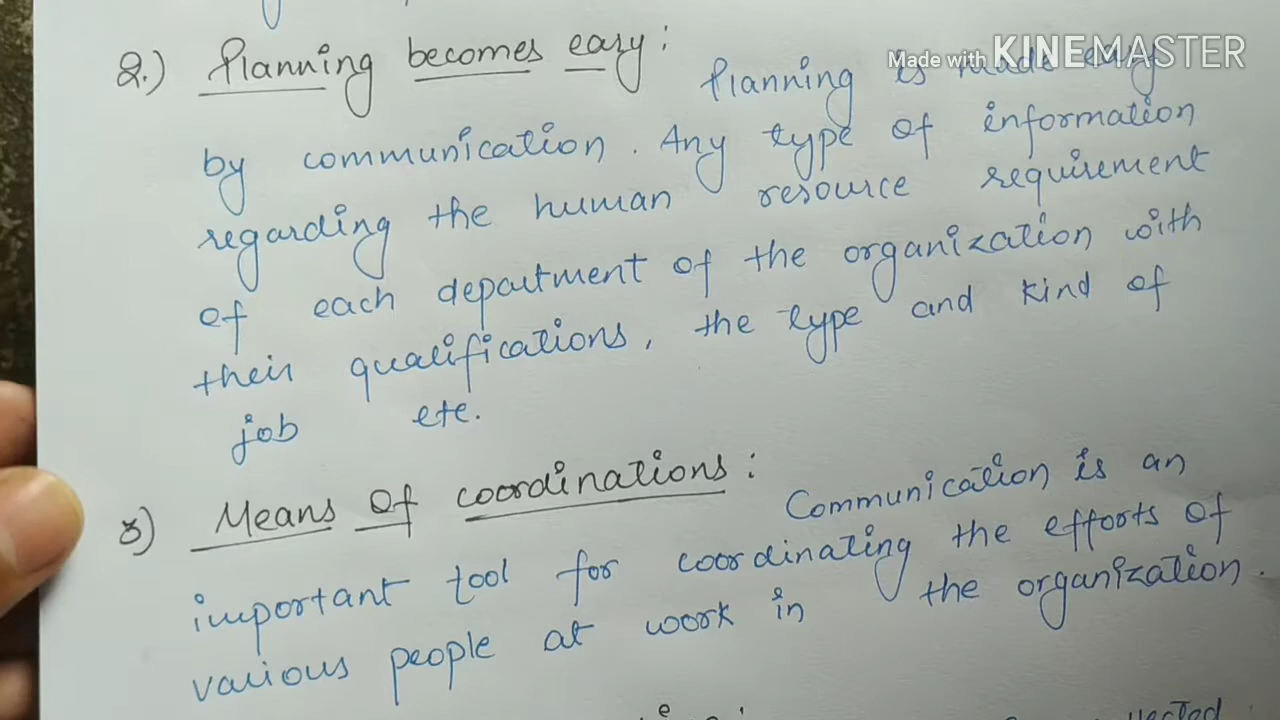 Made with KINEMASTER
2.) Planning becomes easy :
Planning is made easy
by communication. Any type of information
regarding the human resource requirement
of each department of the organization with
their qualifications, the type and kind of
job etc.
3) Means of coordinations :
Communication is an
important tool for coordinating the efforts of
various people at work in the organization.